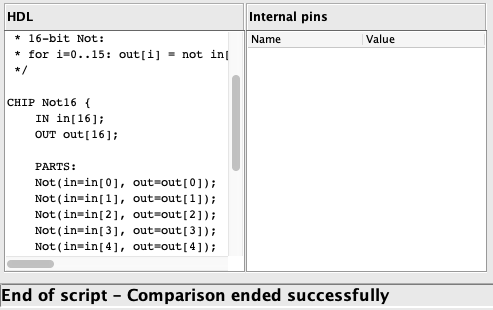 HDL
* 16-bit Not:
* for i=0..15: out[i] = not in[
*/
CHIP Not16 {
IN in[16];
OUT out[16];
PARTS:
Not(in=in[0], out=out[0]);
Not(in=in[1], out=out[1]);
Not(in=in[2], out=out[2]);
Not(in=in[3], out=out[3]);
Not(in=in[4], out=out[4]);
Internal pins
Name Value
End of script – Comparison ended successfully